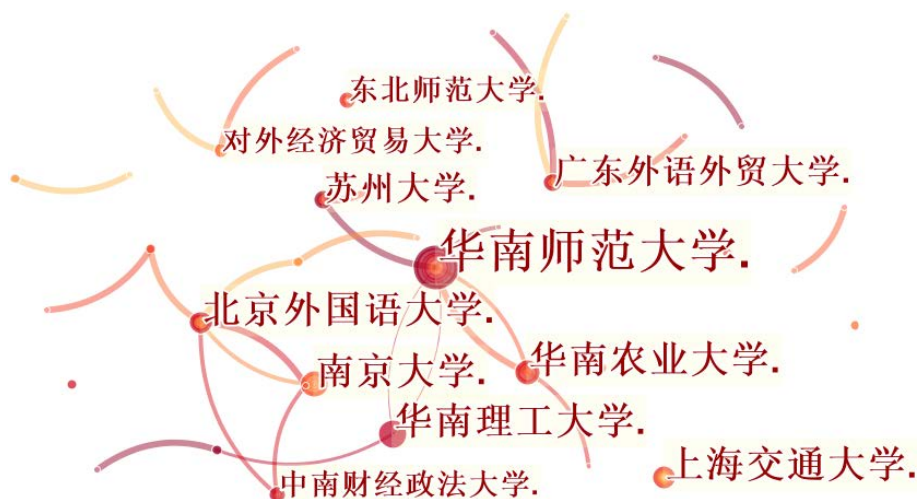 东北师范大学.
对外经济贸易大学.
广东外语外贸大学.
苏州大学.
华南师范大学.
北京外国语大学.
南京大学.
华南农业大学.
华南理工大学.
上海交通大学.
中南财经政法大学.